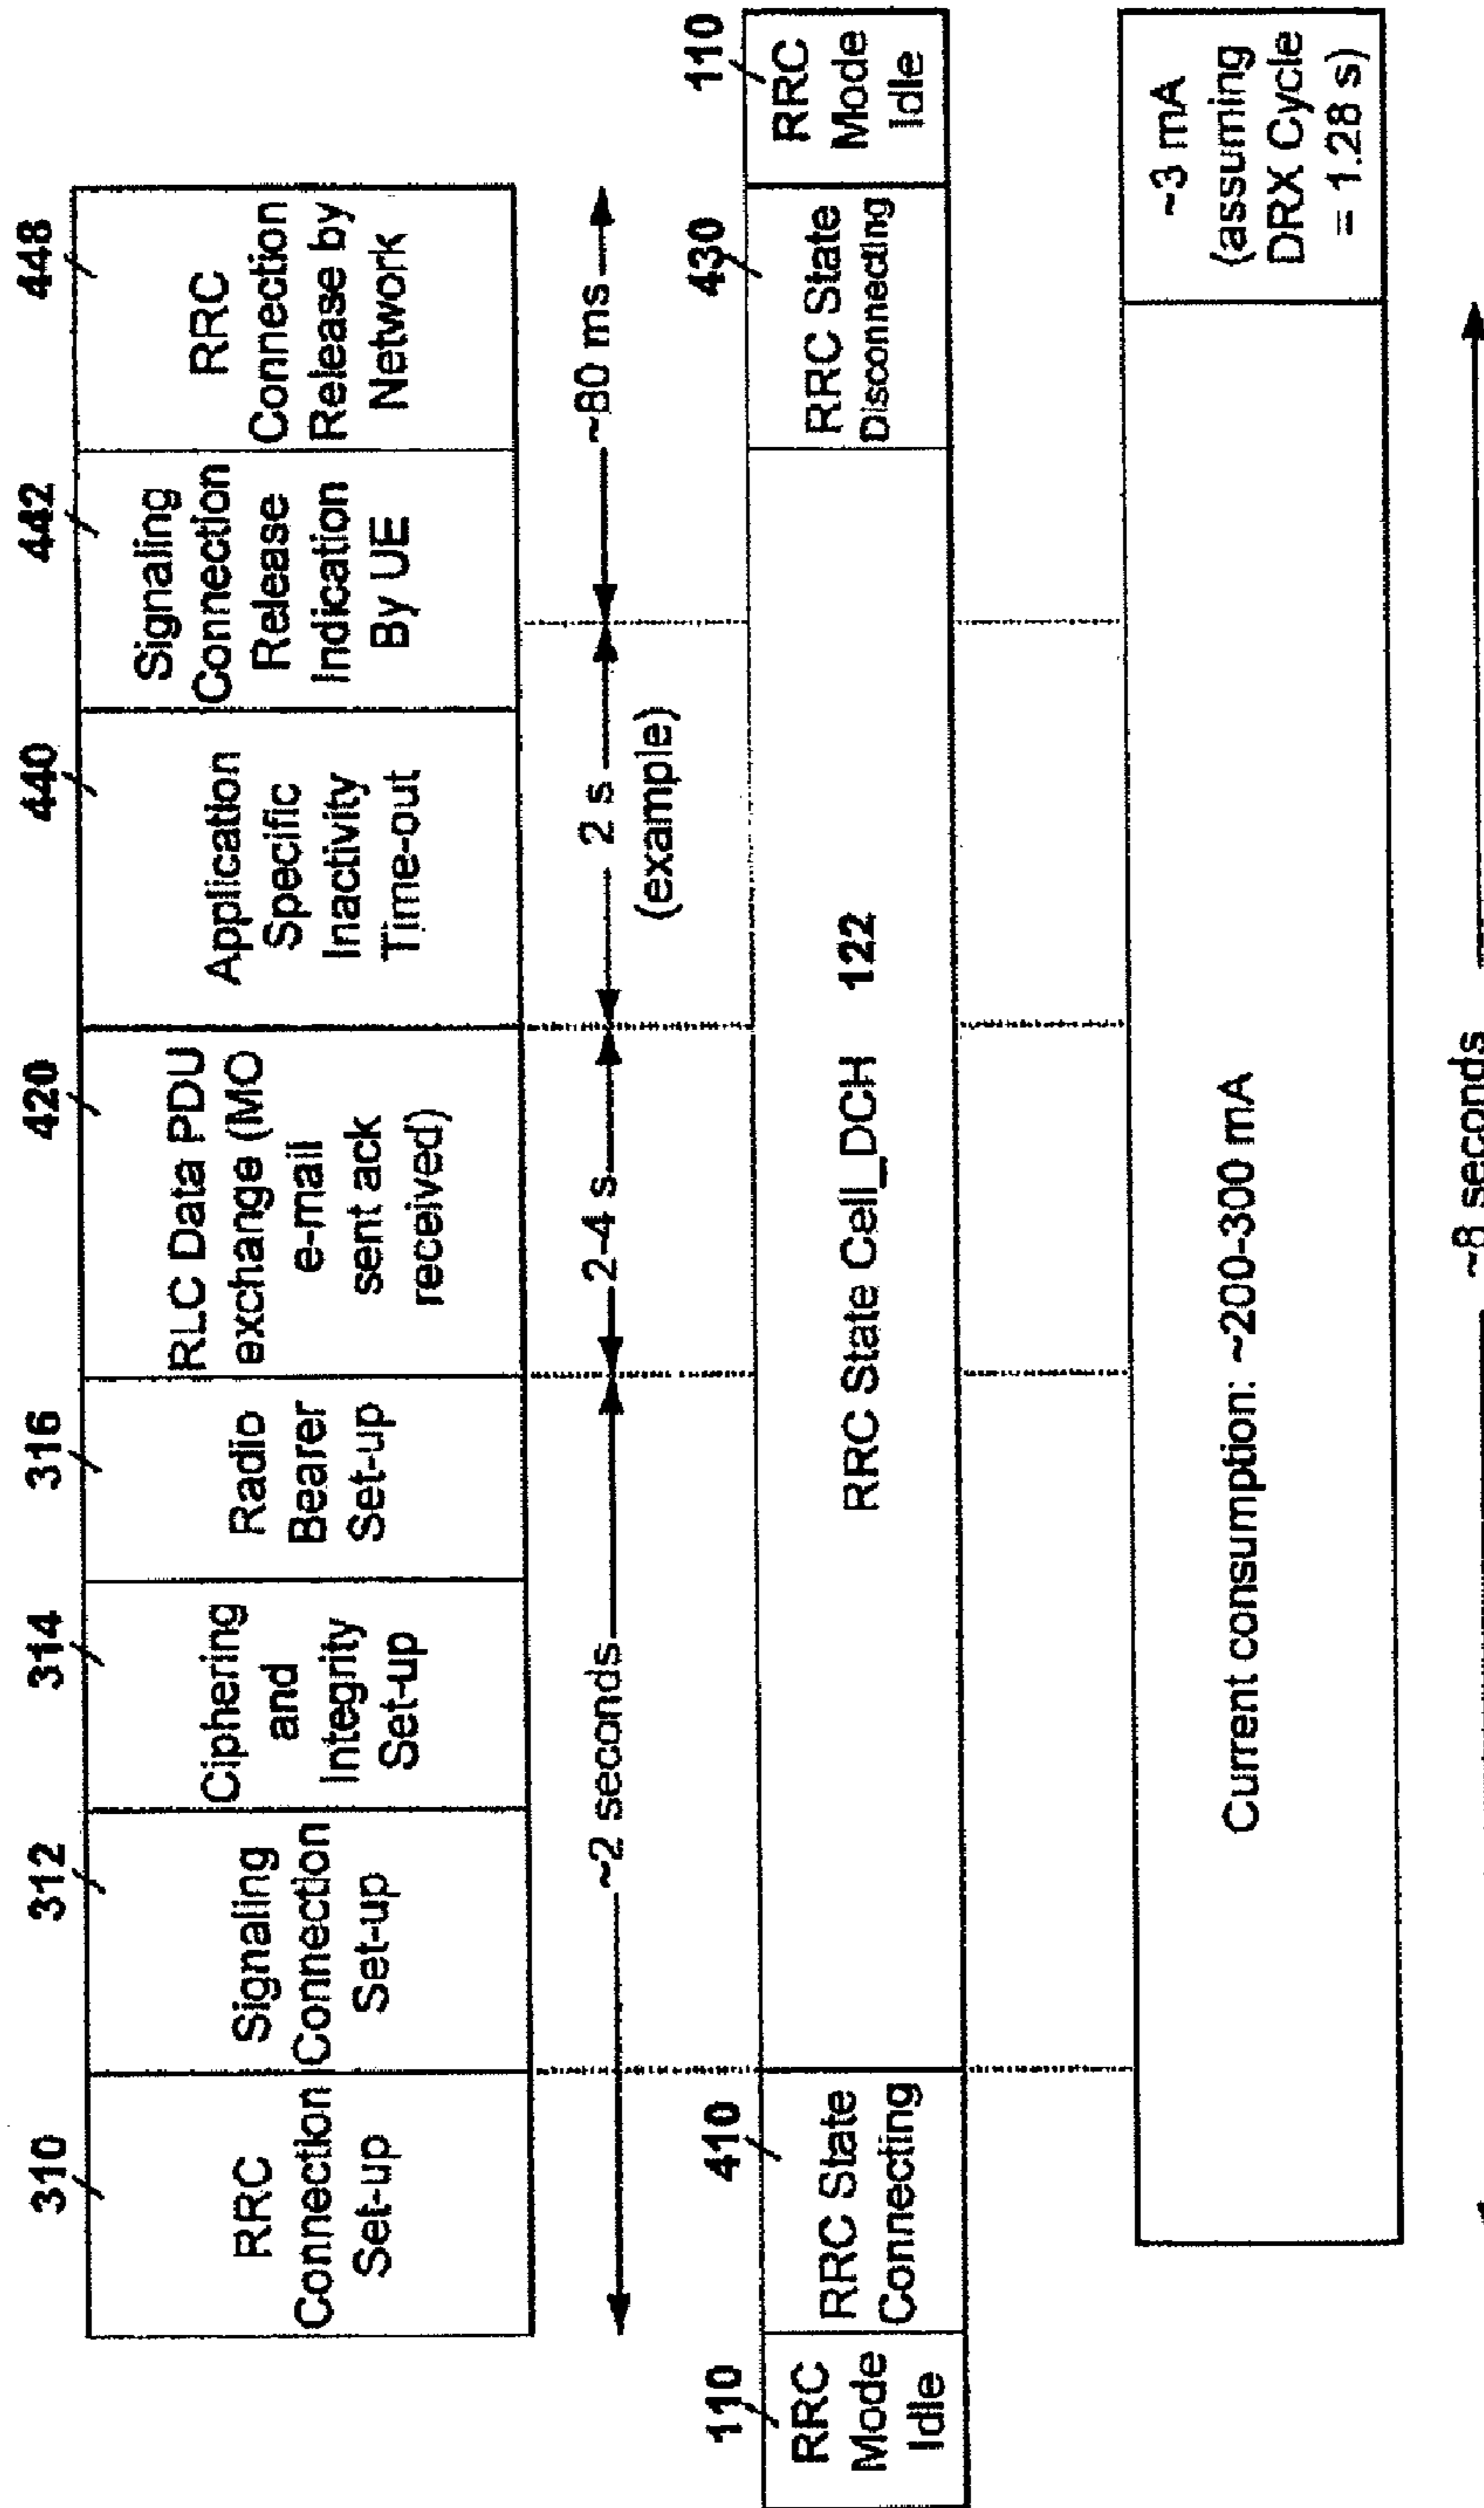 310
RRC
Connection
Set-up
312
Signaling
Connection
Set-up
314
Ciphering
and
Integrity
Set-up
316
Radio
Bearer
Set-up
420
RLC Data PDU
exchange (MO
e-mail
sent ack
received)
440
Application
Specific
Inactivity
Time-out
442
Signaling
Connection
Release
Indication
By UE
448
RRC
Connection
Release by
Network
~2 seconds
2-4 s
2 s
(example)
~80 ms
110
RRC
Mode
Idle
410
RRC State
Connecting
RRC State Cell_DCH 122
430
RRC State
Disconnecting
110
RRC
Mode
Idle
Current consumption: ~200-300 mA
~3 mA
(assuming
DRX Cycle
= 1.28 s)
~8 seconds